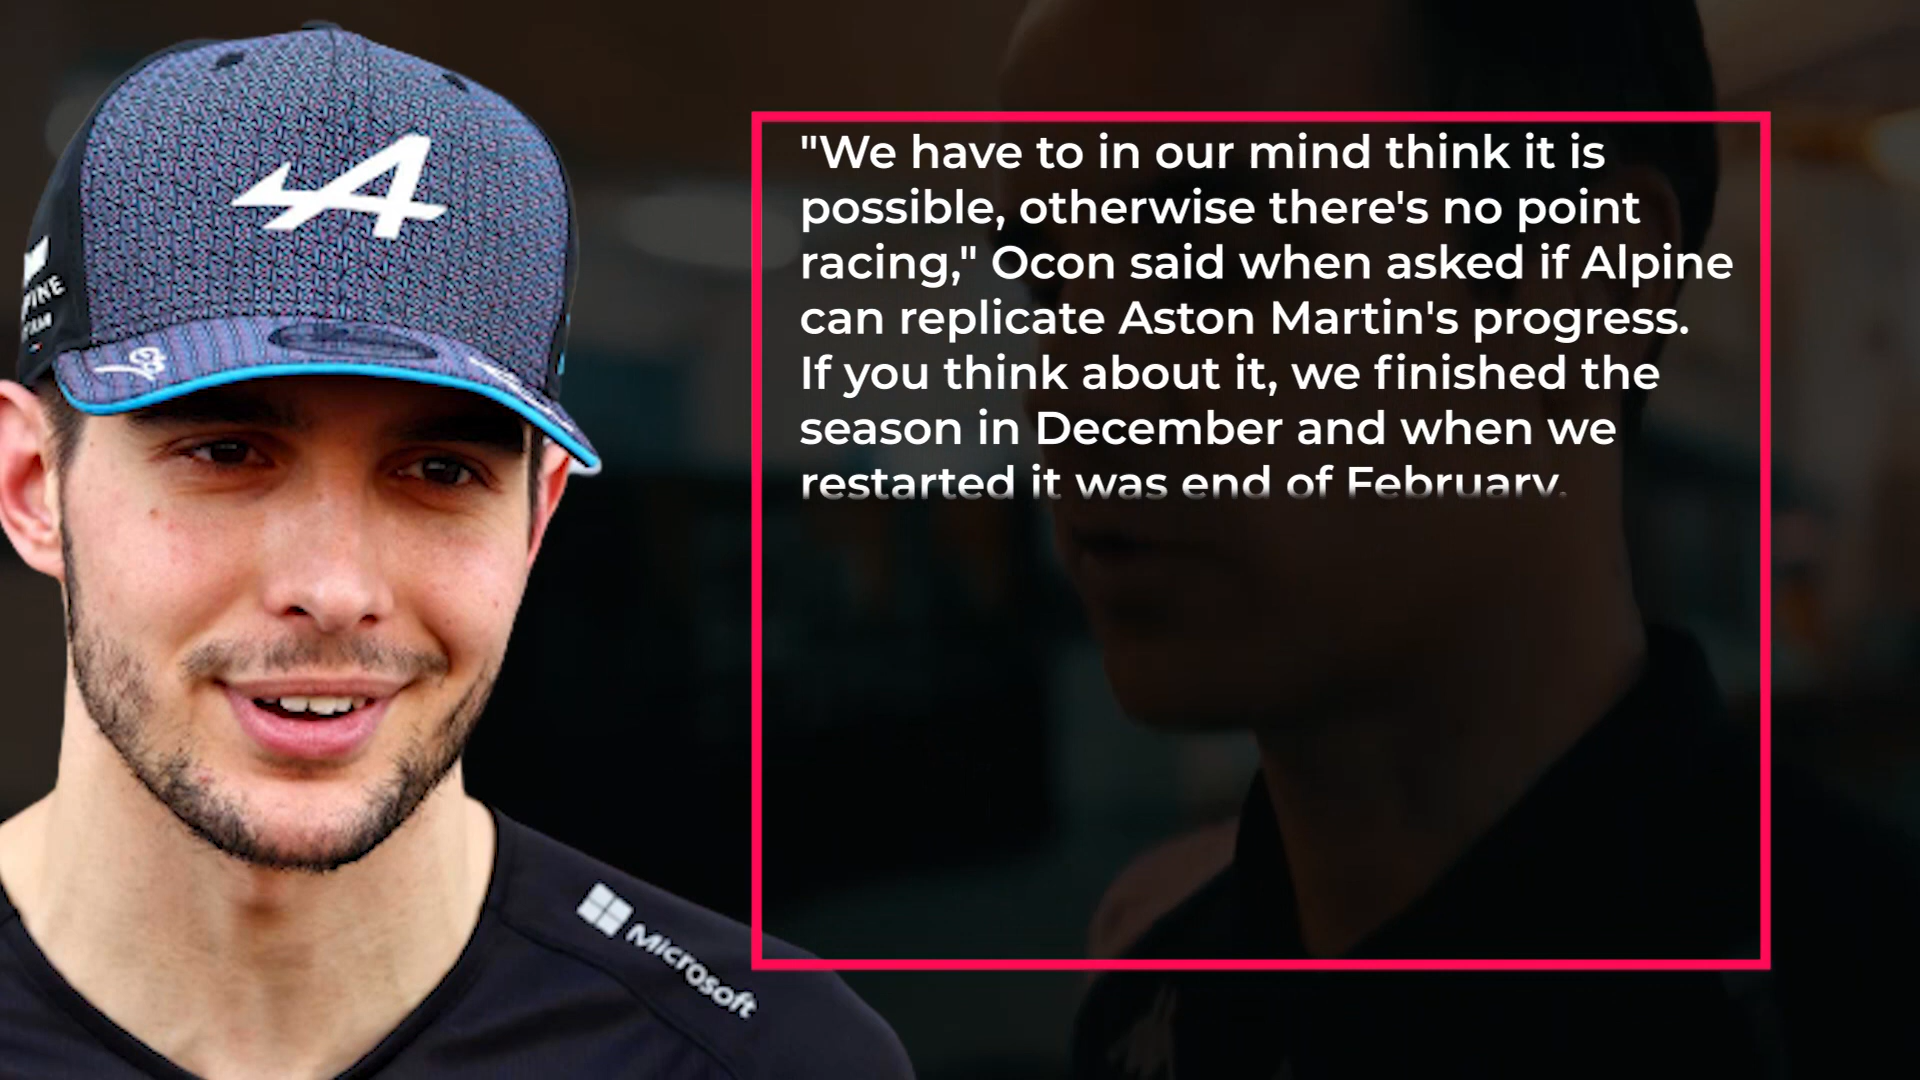 "We have to in our mind think it is
possible, otherwise there's no point
racing," Ocon said when asked if Alpine
can replicate Aston Martin's progress.
If you think about it, we finished the
season in December and when we
restarted it was end of February.
Microsoft